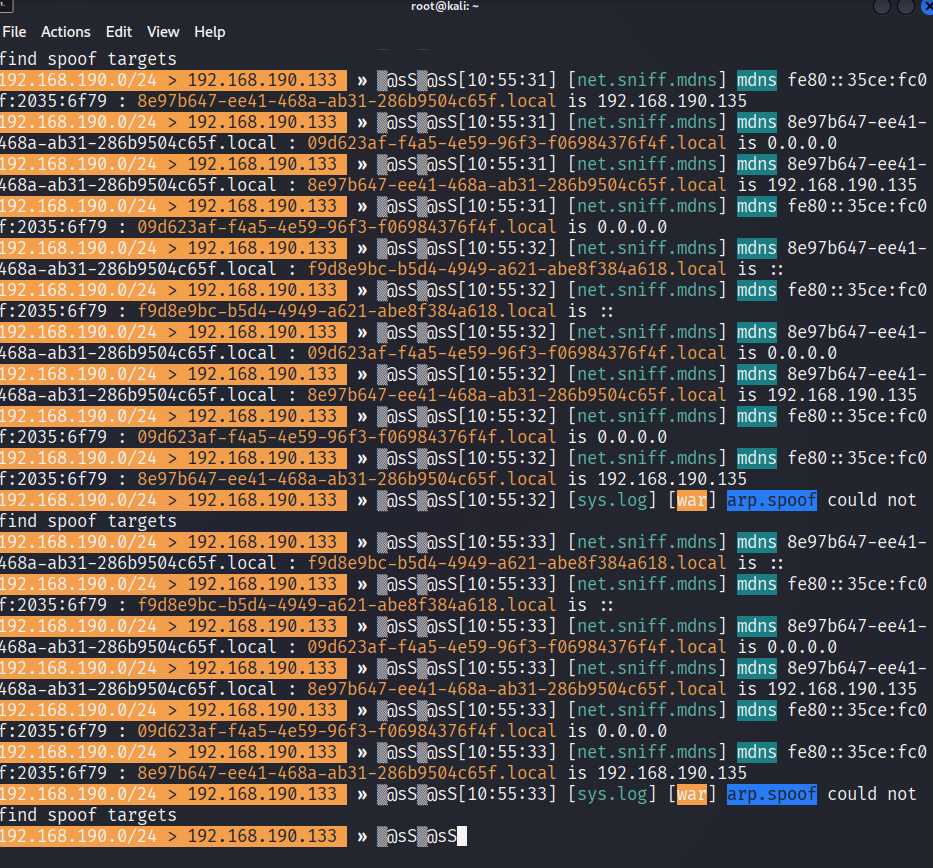 root@kali: ~
File Actions Edit View Help
find spoof targets
192.168.190.0/24 > 192.168.190.133 » ▒@sS▒@sS[10:55:31] [net.sniff.mdns] mdns fe80::35ce:fc0
f:2035:6f79 : 8e97b647-ee41-468a-ab31-286b9504c65f.local is 192.168.190.135
192.168.190.0/24 > 192.168.190.133 » ▒@sS▒@sS[10:55:31] [net.sniff.mdns] mdns 8e97b647-ee41-
468a-ab31-286b9504c65f.local : 09d623af-f4a5-4e59-96f3-f06984376f4f.local is 0.0.0.0
192.168.190.0/24 > 192.168.190.133 » ▒@sS▒@sS[10:55:31] [net.sniff.mdns] mdns 8e97b647-ee41-
468a-ab31-286b9504c65f.local : 8e97b647-ee41-468a-ab31-286b9504c65f.local is 192.168.190.135
192.168.190.0/24 > 192.168.190.133 » ▒@sS▒@sS[10:55:31] [net.sniff.mdns] mdns fe80::35ce:fc0
f:2035:6f79 : 09d623af-f4a5-4e59-96f3-f06984376f4f.local is 0.0.0.0
192.168.190.0/24 > 192.168.190.133 » ▒@sS▒@sS[10:55:32] [net.sniff.mdns] mdns 8e97b647-ee41-
468a-ab31-286b9504c65f.local : f9d8e9bc-b5d4-4949-a621-abe8f384a618.local is ::
192.168.190.0/24 > 192.168.190.133 » ▒@sS▒@sS[10:55:32] [net.sniff.mdns] mdns fe80::35ce:fc0
f:2035:6f79 : f9d8e9bc-b5d4-4949-a621-abe8f384a618.local is ::
192.168.190.0/24 > 192.168.190.133 » ▒@sS▒@sS[10:55:32] [net.sniff.mdns] mdns 8e97b647-ee41-
468a-ab31-286b9504c65f.local : 09d623af-f4a5-4e59-96f3-f06984376f4f.local is 0.0.0.0
192.168.190.0/24 > 192.168.190.133 » ▒@sS▒@sS[10:55:32] [net.sniff.mdns] mdns 8e97b647-ee41-
468a-ab31-286b9504c65f.local : 8e97b647-ee41-468a-ab31-286b9504c65f.local is 192.168.190.135
192.168.190.0/24 > 192.168.190.133 » ▒@sS▒@sS[10:55:32] [net.sniff.mdns] mdns fe80::35ce:fc0
f:2035:6f79 : 09d623af-f4a5-4e59-96f3-f06984376f4f.local is 0.0.0.0
192.168.190.0/24 > 192.168.190.133 » ▒@sS▒@sS[10:55:32] [net.sniff.mdns] mdns fe80::35ce:fc0
f:2035:6f79 : 8e97b647-ee41-468a-ab31-286b9504c65f.local is 192.168.190.135
192.168.190.0/24 > 192.168.190.133 » ▒@sS▒@sS[10:55:32] [sys.log] [war] arp.spoof could not
find spoof targets
192.168.190.0/24 > 192.168.190.133 » ▒@sS▒@sS[10:55:33] [net.sniff.mdns] mdns 8e97b647-ee41-
468a-ab31-286b9504c65f.local : f9d8e9bc-b5d4-4949-a621-abe8f384a618.local is ::
192.168.190.0/24 > 192.168.190.133 » ▒@sS▒@sS[10:55:33] [net.sniff.mdns] mdns fe80::35ce:fc0
f:2035:6f79 : f9d8e9bc-b5d4-4949-a621-abe8f384a618.local is ::
192.168.190.0/24 > 192.168.190.133 » ▒@sS▒@sS[10:55:33] [net.sniff.mdns] mdns 8e97b647-ee41-
468a-ab31-286b9504c65f.local : 09d623af-f4a5-4e59-96f3-f06984376f4f.local is 0.0.0.0
192.168.190.0/24 > 192.168.190.133 » ▒@sS▒@sS[10:55:33] [net.sniff.mdns] mdns 8e97b647-ee41-
468a-ab31-286b9504c65f.local : 8e97b647-ee41-468a-ab31-286b9504c65f.local is 192.168.190.135
192.168.190.0/24 > 192.168.190.133 » ▒@sS▒@sS[10:55:33] [net.sniff.mdns] mdns fe80::35ce:fc0
f:2035:6f79 : 09d623af-f4a5-4e59-96f3-f06984376f4f.local is 0.0.0.0
192.168.190.0/24 > 192.168.190.133 » ▒@sS▒@sS[10:55:33] [net.sniff.mdns] mdns fe80::35ce:fc0
f:2035:6f79 : 8e97b647-ee41-468a-ab31-286b9504c65f.local is 192.168.190.135
192.168.190.0/24 > 192.168.190.133 » ▒@sS▒@sS[10:55:33] [sys.log] [war] arp.spoof could not
find spoof targets
192.168.190.0/24 > 192.168.190.133 » ▒@sS▒@sS